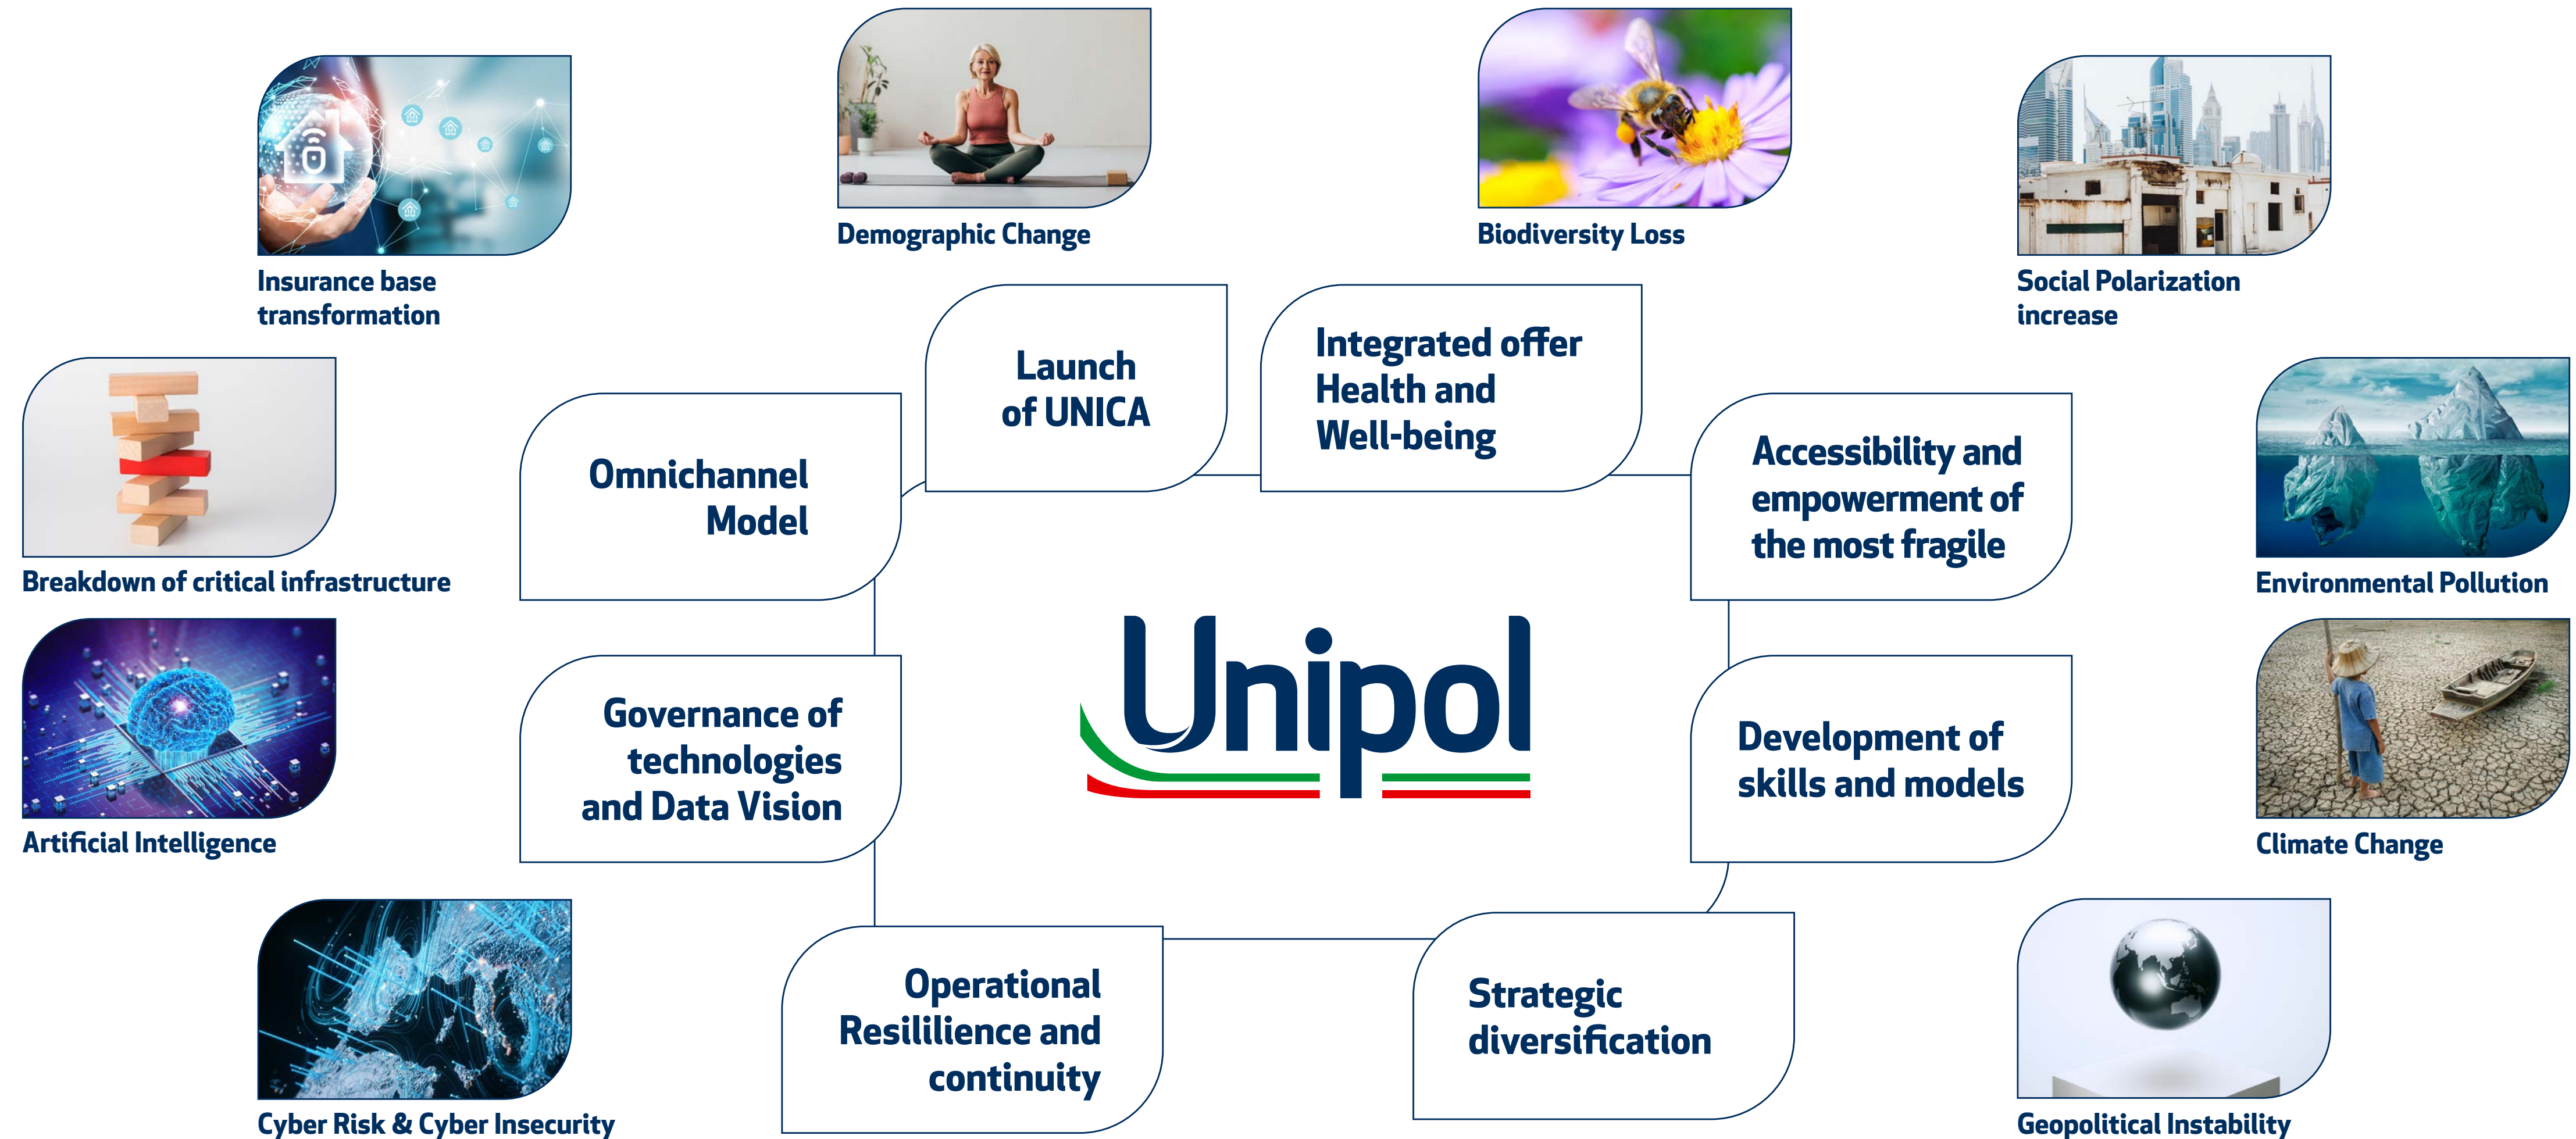 Demographic Change
Biodiversity Loss
Insurance base
transformation
Social Polarization
increase
Launch
of UNICA
Integrated offer
Health and
Well-being
Omnichannel
Model
Accessibility and
empowerment of
the most fragile
Breakdown of critical infrastructure
Environmental Pollution
Unipol
Governance of
technologies
and Data Vision
Development of
skills and models
Artificial Intelligence
Climate Change
Operational
Resililience and
continuity
Strategic
diversification
Cyber Risk & Cyber Insecurity
Geopolitical Instability